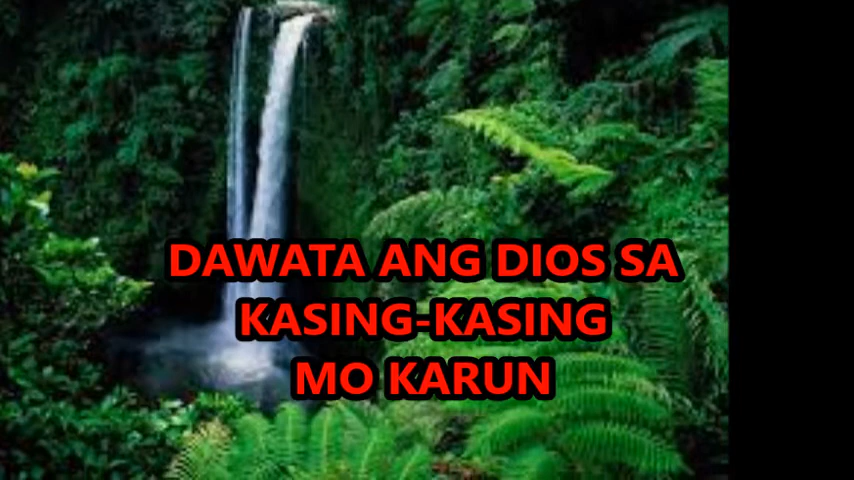 DAWATA ANG DIOS SA
KASING-KASING
MO KARUN